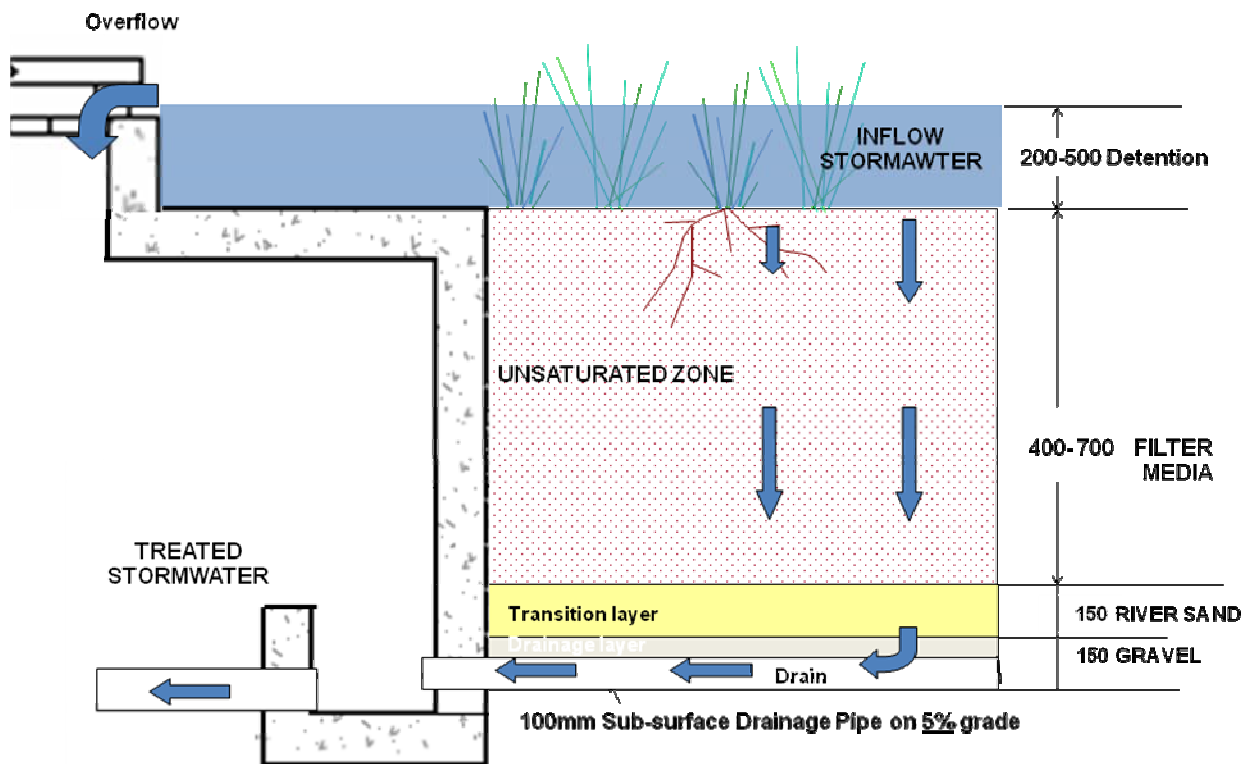 Overflow
INFLOW
STORMAWTER
200-500 Detention
UNSATURATED ZONE
400-700 FILTER
MEDIA
TREATED
STORMWATER
Transition layer
150 RIVER SAND
Drainage layer
150 GRAVEL
Drain
100mm Sub-surface Drainage Pipe on 5% grade